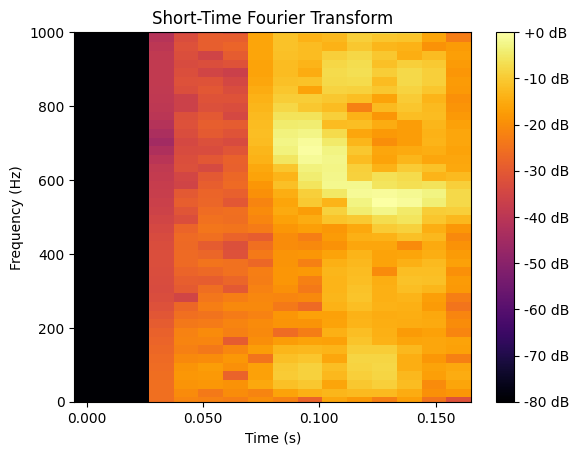 Short-Time Fourier Transform
1000
800
600
400
200
0
Frequency (Hz)
0.000
0.050
0.100
0.150
Time (s)
+0 dB
-10 dB
-20 dB
-30 dB
-40 dB
-50 dB
-60 dB
-70 dB
-80 dB